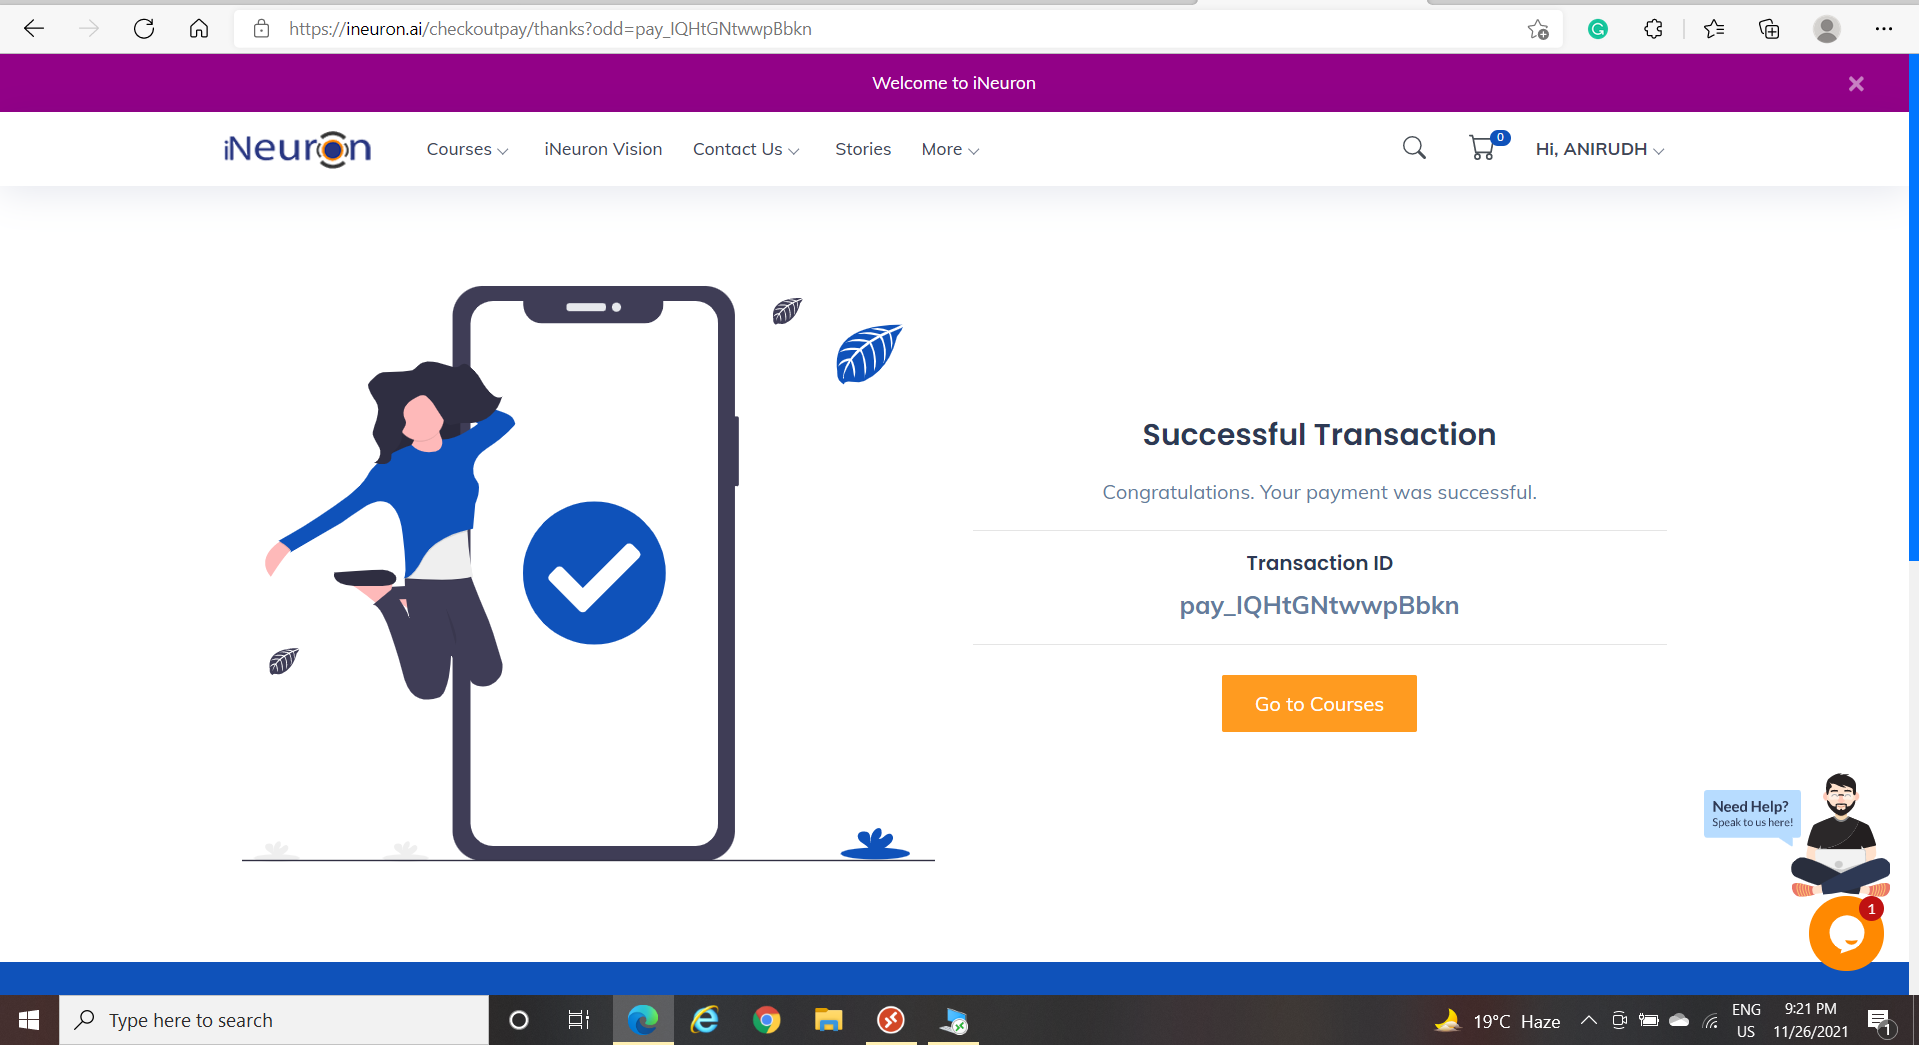 https://ineuron.ai/checkoutpay/thanks?odd=pay_IQHtGNtwwpBbkn
Welcome to iNeuron
iNeuron
Courses
iNeuron Vision
Contact Us
Stories
More
0
Hi, ANIRUDH
Successful Transaction
Congratulations. Your payment was successful.
Transaction ID
pay_IQHtGNtwwpBbkn
Go to Courses
Need Help?
Speak to us here!
1
Type here to search
19°C Haze
ENG
US
9:21 PM
11/26/2021
1